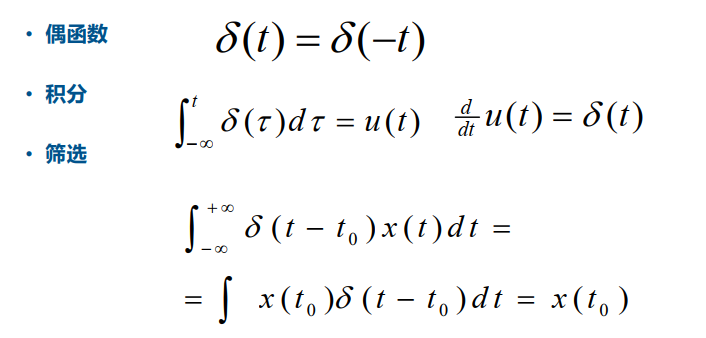 • 偶函数 δ(t) = δ(−t)
• 积分 ∫_{−∞}^{t} δ(τ)dτ = u(t) d/dt u(t) = δ(t)
• 筛选
∫_{−∞}^{+∞} δ(t − t₀)x(t)dt =
= ∫ x(t₀)δ(t − t₀)dt = x(t₀)